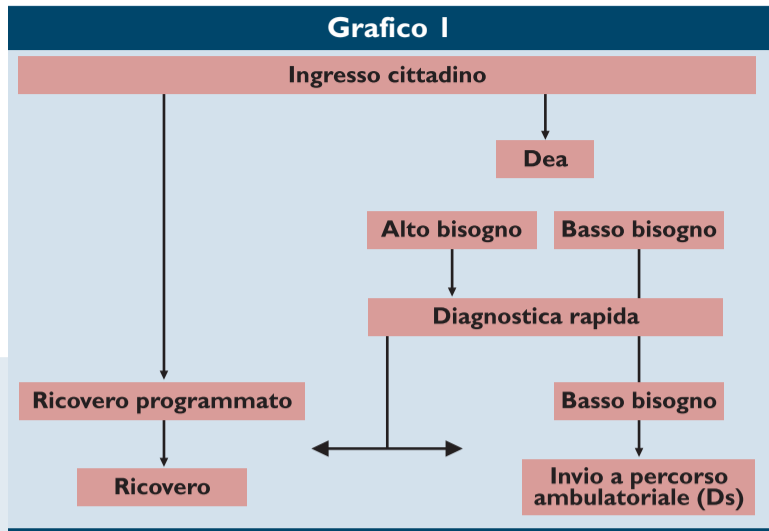 Grafico 1
Ingresso cittadino
Dea
Alto bisogno
Basso bisogno
Diagnostica rapida
Ricovero programmato
Basso bisogno
Ricovero
Invio a percorso
ambulatoriale (Ds)